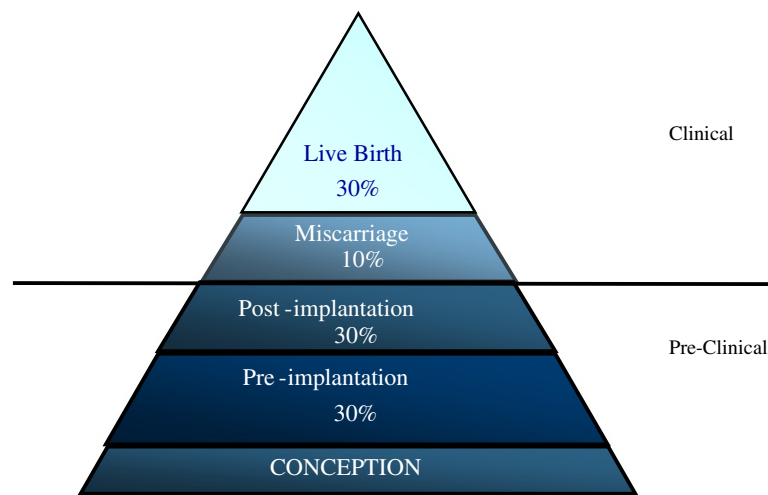 Live Birth
30%
Clinical
Miscarriage
10%
Post -implantation
30%
Pre-Clinical
Pre -implantation
30%
CONCEPTION